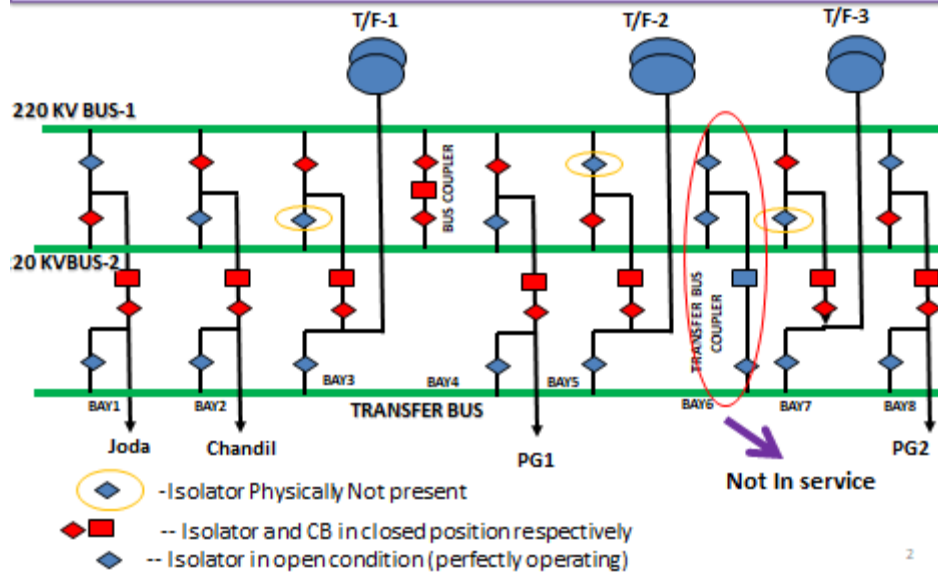 T/F-1
T/F-2
T/F-3
220 KV BUS-1
BUS COUPLER
20 KVBUS-2
TRANSFER BUS
COUPLER
BAY1
BAY2
BAY3
BAY4
BAY5
BAY6
BAY7
BAY8
TRANSFER BUS
Joda
Chandil
PG1
PG2
Not In service
-Isolator Physically Not present
-- Isolator and CB in closed position respectively
-- Isolator in open condition (perfectly operating)
2